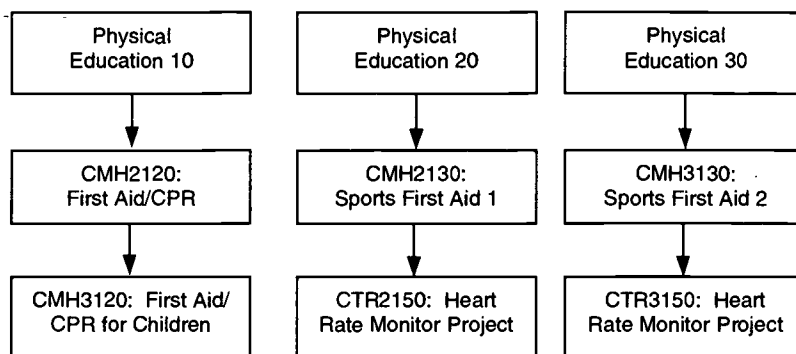 Physical
Education 10
Physical
Education 20
Physical
Education 30
CMH2120:
First Aid/CPR
CMH2130:
Sports First Aid 1
CMH3130:
Sports First Aid 2
CMH3120: First Aid/
CPR for Children
CTR2150: Heart
Rate Monitor Project
CTR3150: Heart
Rate Monitor Project